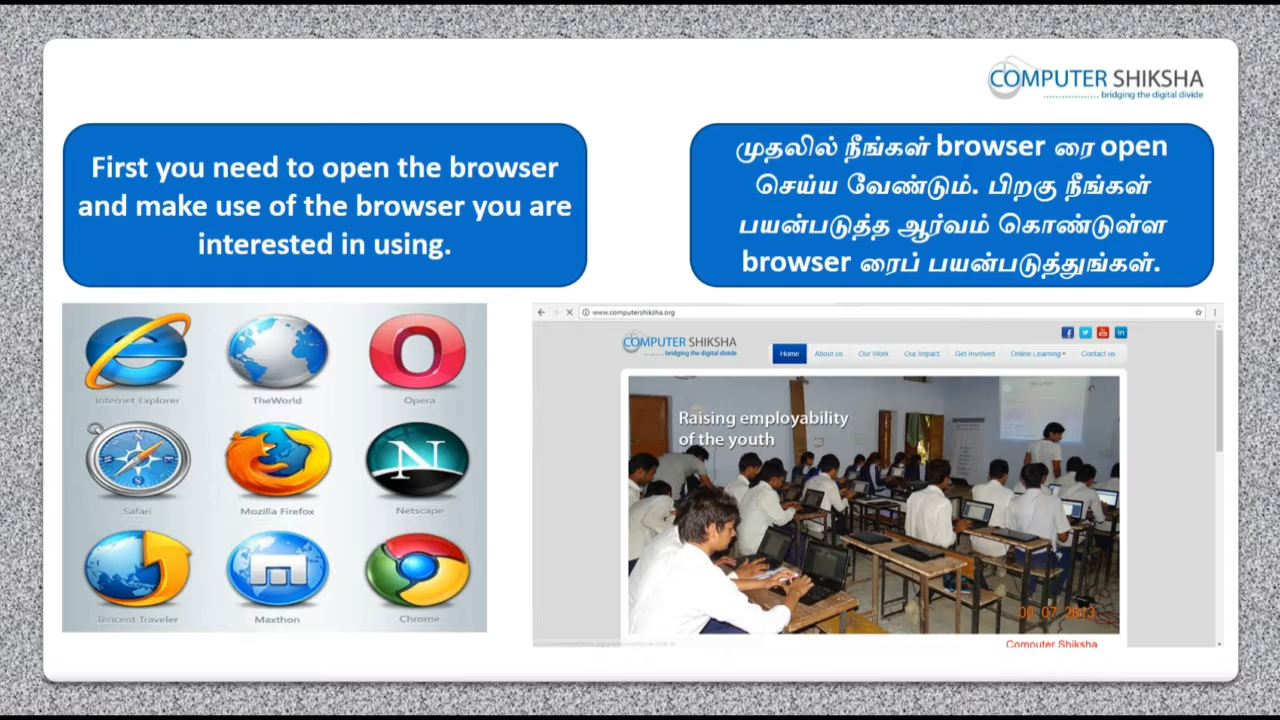 COMPUTER SHIKSHA
bridging the digital divide
First you need to open the browser
and make use of the browser you are
interested in using.
முதலில் நீங்கள் browser ரை open
செய்ய வேண்டும். பிறகு நீங்கள்
பயன்படுத்த ஆர்வம் கொண்டுள்ள
browser ரைப் பயன்படுத்துங்கள்.
Internet Explorer
TheWorld
Opera
Safari
Mozilla Firefox
Netscape
Tencent Traveler
Maxthon
Chrome
www.computershiksha.org
COMPUTER SHIKSHA
bridging the digital divide
Home About us Our Work Our Impact Get Involved Online Learning Contact us
Raising employability
of the youth
Computer Shiksha